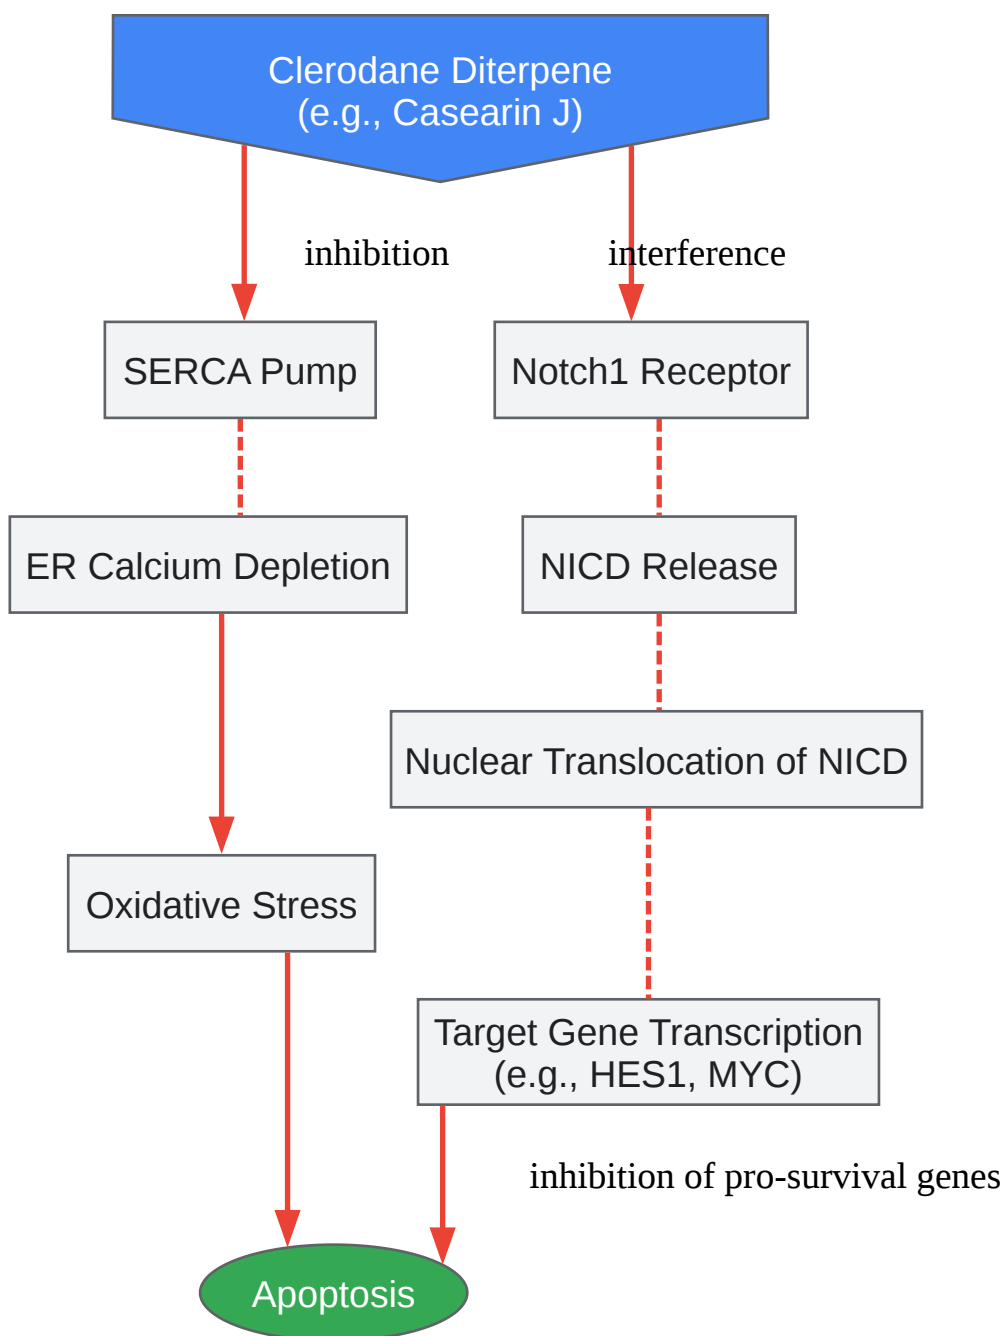 Clerodane Diterpene
(e.g., Casearin J)
inhibition
interference
SERCA Pump
Notch1 Receptor
ER Calcium Depletion
NICD Release
Nuclear Translocation of NICD
Oxidative Stress
Target Gene Transcription
(e.g., HES1, MYC)
inhibition of pro-survival genes
Apoptosis